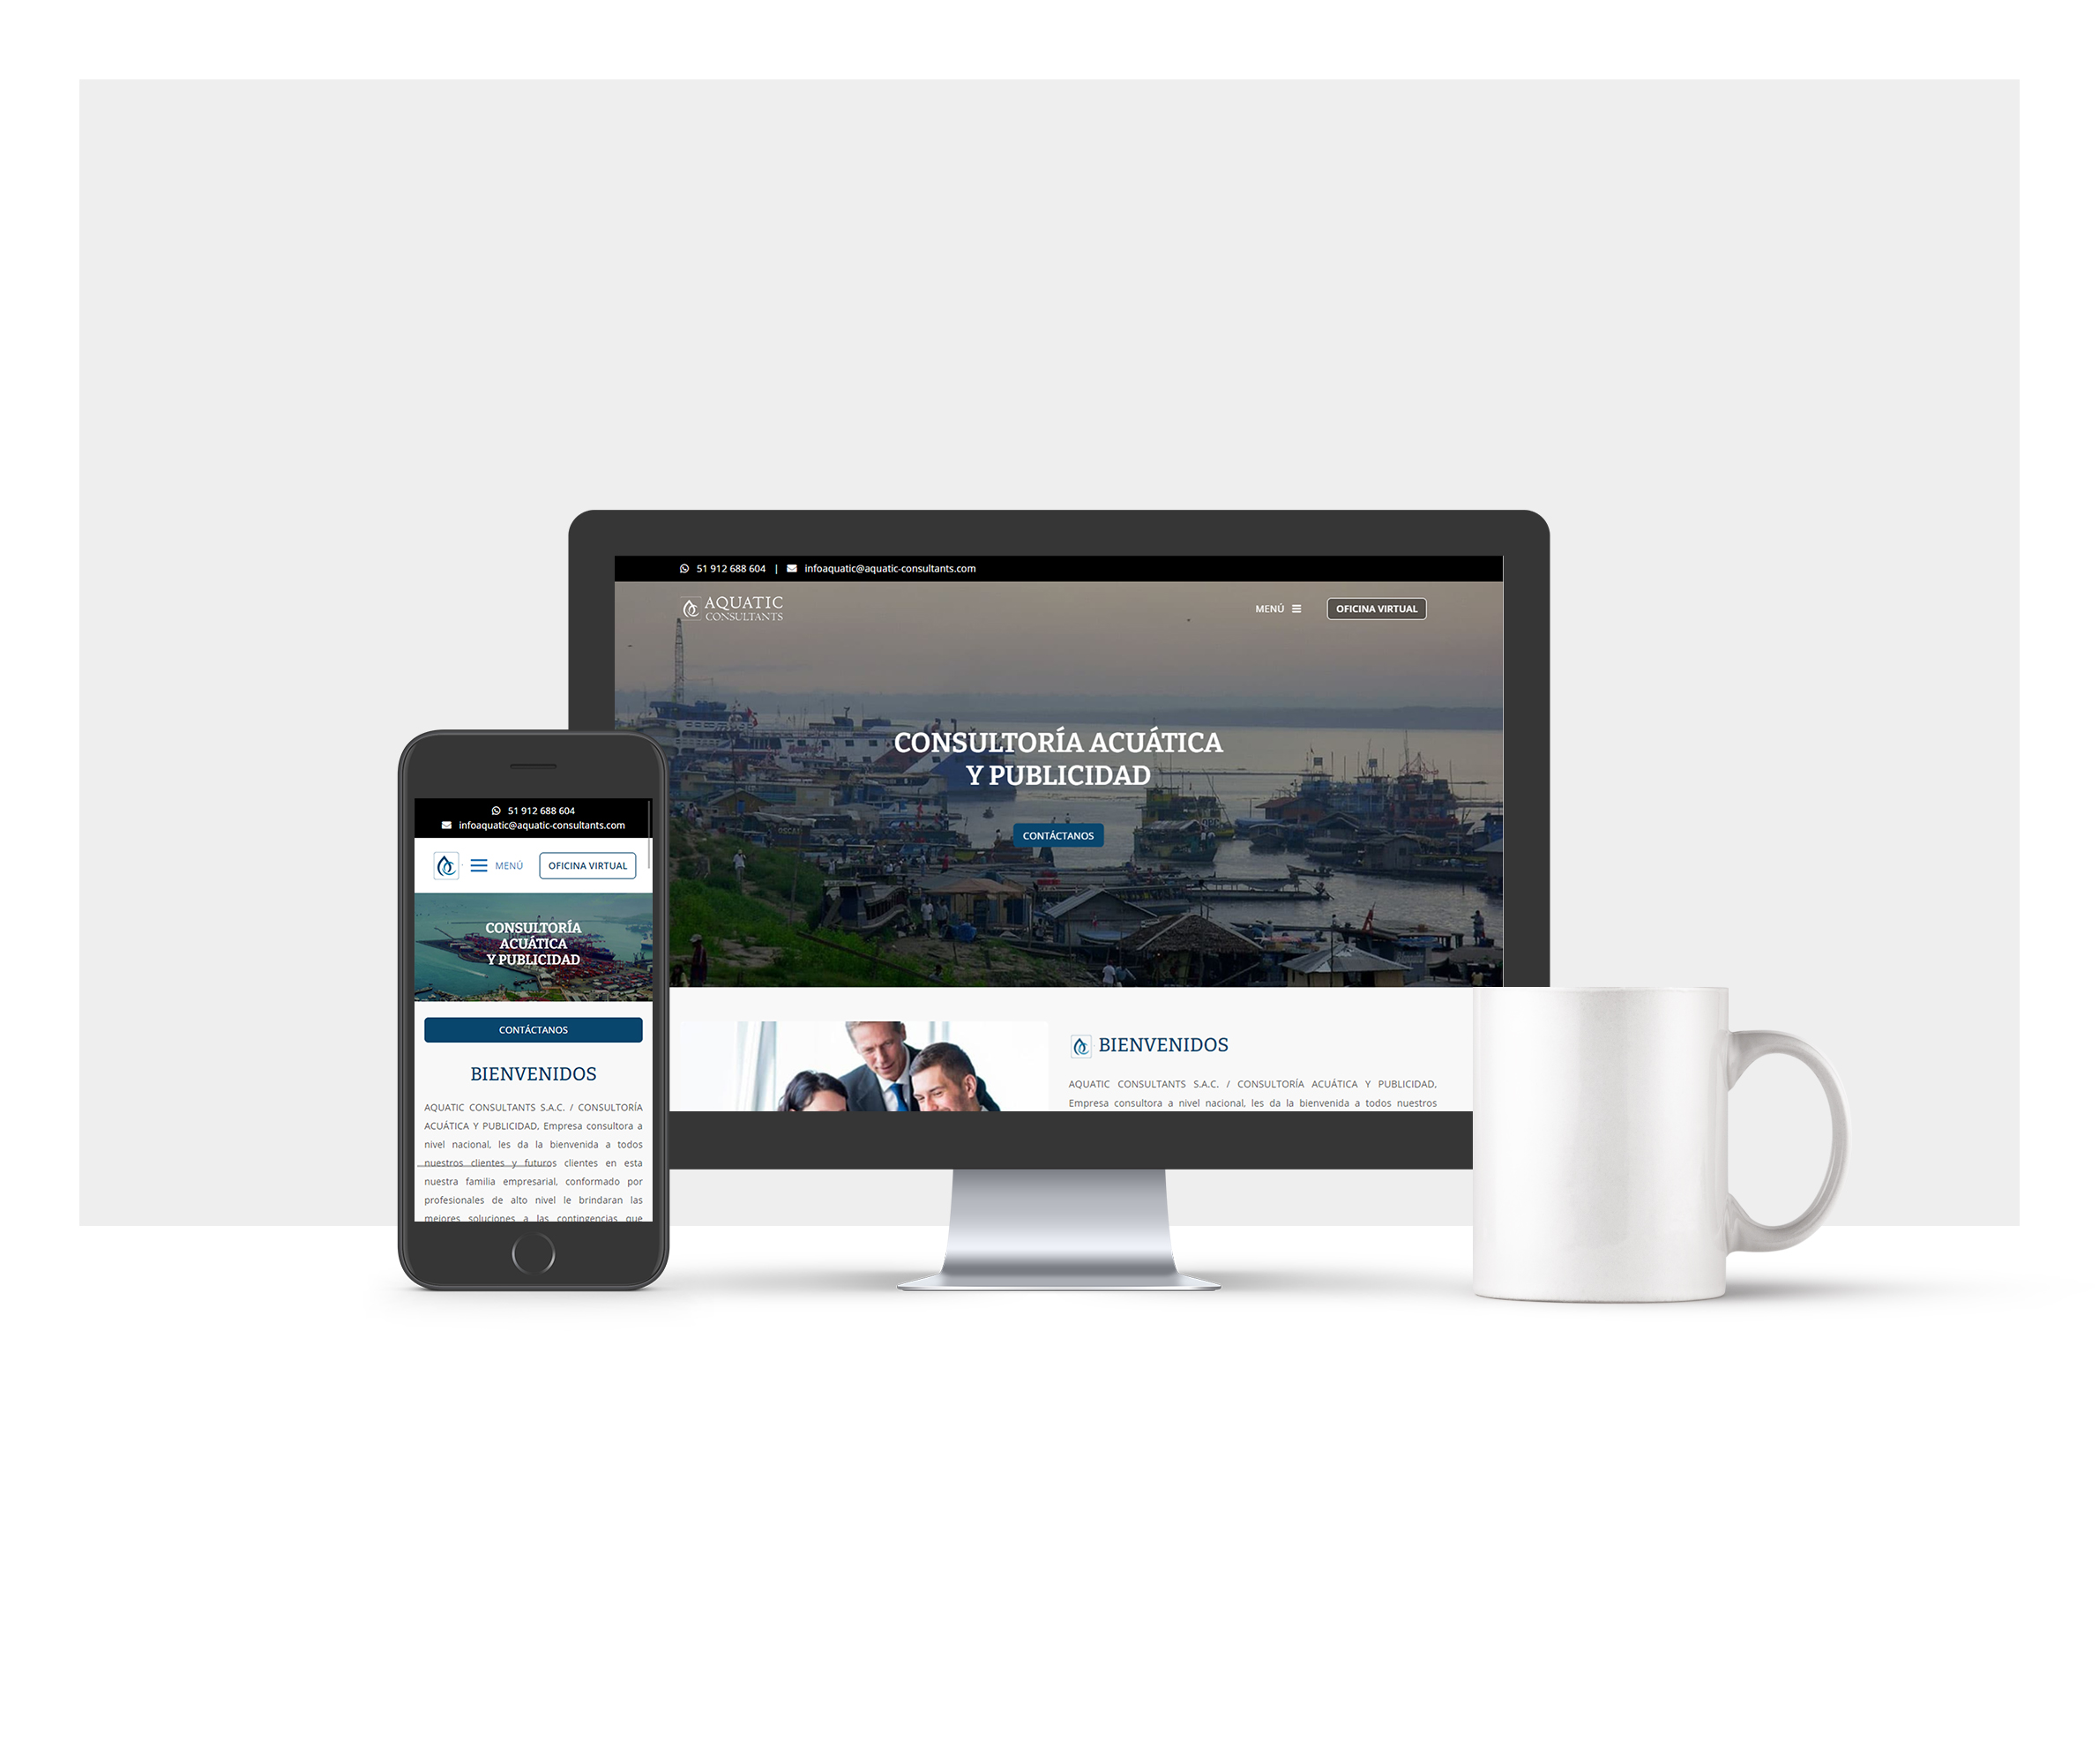 51 912 688 604 | infoaquatic@aquatic-consultants.com
AQUATIC
CONSULTANTS
MENÚ
OFICINA VIRTUAL
CONSULTORÍA ACUÁTICA
Y PUBLICIDAD
CONTÁCTANOS
BIENVENIDOS
AQUATIC CONSULTANTS S.A.C. / CONSULTORÍA ACUÁTICA Y PUBLICIDAD,
Empresa consultora a nivel nacional, les da la bienvenida a todos nuestros
51 912 688 604
infoaquatic@aquatic-consultants.com
MENÚ
OFICINA VIRTUAL
CONSULTORÍA
ACUÁTICA
Y PUBLICIDAD
CONTÁCTANOS
BIENVENIDOS
AQUATIC CONSULTANTS S.A.C. / CONSULTORÍA
ACUÁTICA Y PUBLICIDAD, Empresa consultora a
nivel nacional, les da la bienvenida a todos
nuestros clientes y futuros clientes en esta
nuestra familia empresarial, conformado por
profesionales de alto nivel le brindaran las
mejores soluciones a las contingencias que